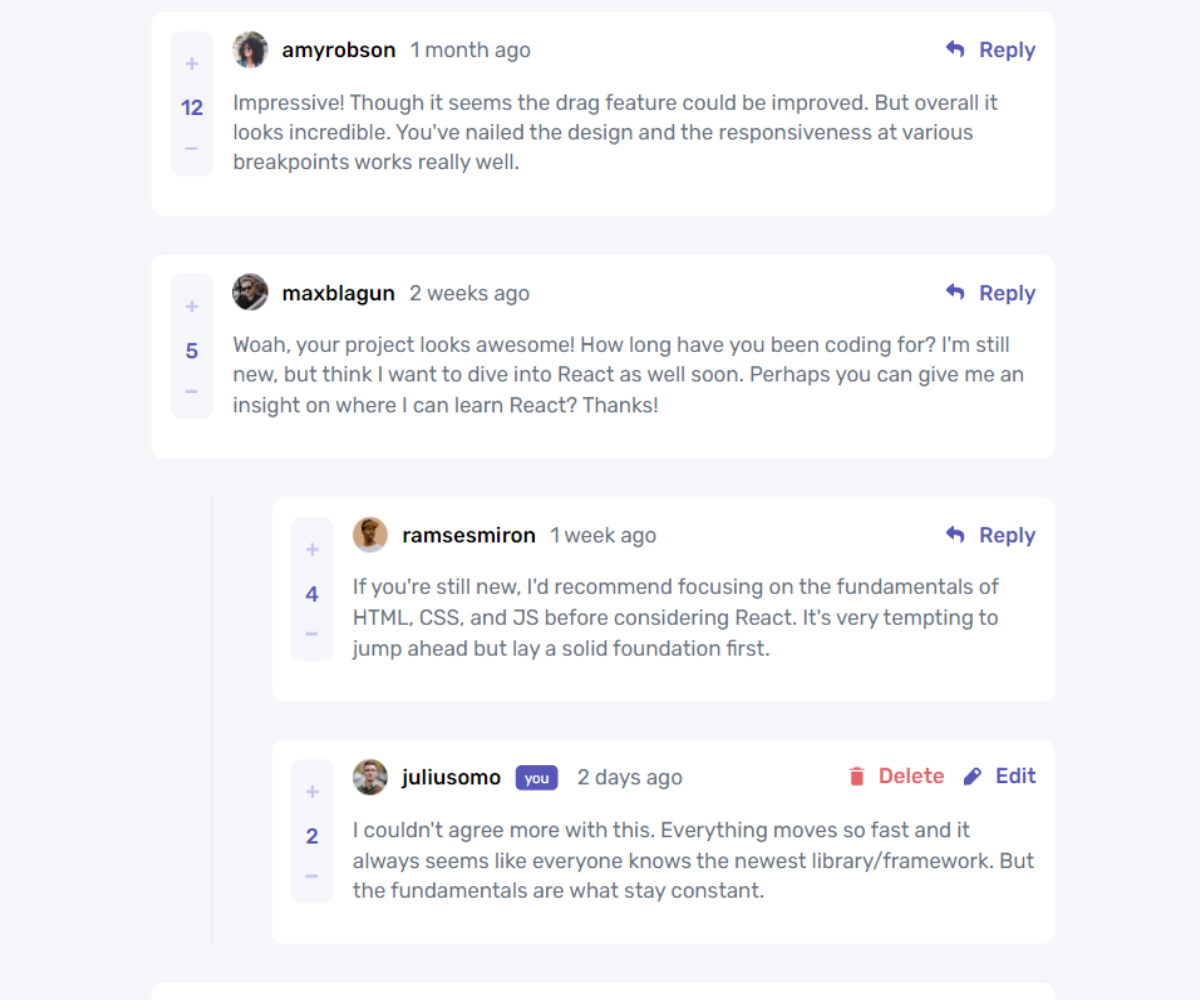 amyrobson 1 month ago Reply
+
12
−
Impressive! Though it seems the drag feature could be improved. But overall it
looks incredible. You've nailed the design and the responsiveness at various
breakpoints works really well.
maxblagun 2 weeks ago Reply
+
5
−
Woah, your project looks awesome! How long have you been coding for? I'm still
new, but think I want to dive into React as well soon. Perhaps you can give me an
insight on where I can learn React? Thanks!
ramsesmiron 1 week ago Reply
+
4
−
If you're still new, I'd recommend focusing on the fundamentals of
HTML, CSS, and JS before considering React. It's very tempting to
jump ahead but lay a solid foundation first.
juliusomo you 2 days ago Delete Edit
+
2
−
I couldn't agree more with this. Everything moves so fast and it
always seems like everyone knows the newest library/framework. But
the fundamentals are what stay constant.